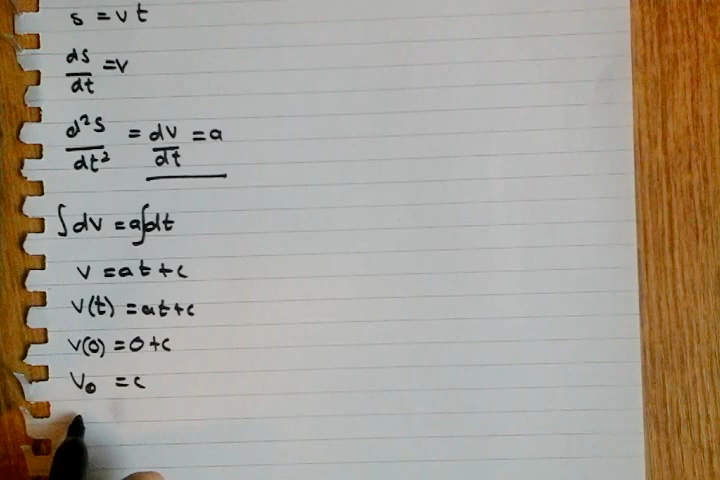 s = v t
ds/dt = v
d²s/dt² = dv/dt = a
∫dv = a∫dt
v = at + c
v(t) = at + c
v(0) = 0 + c
v₀ = c